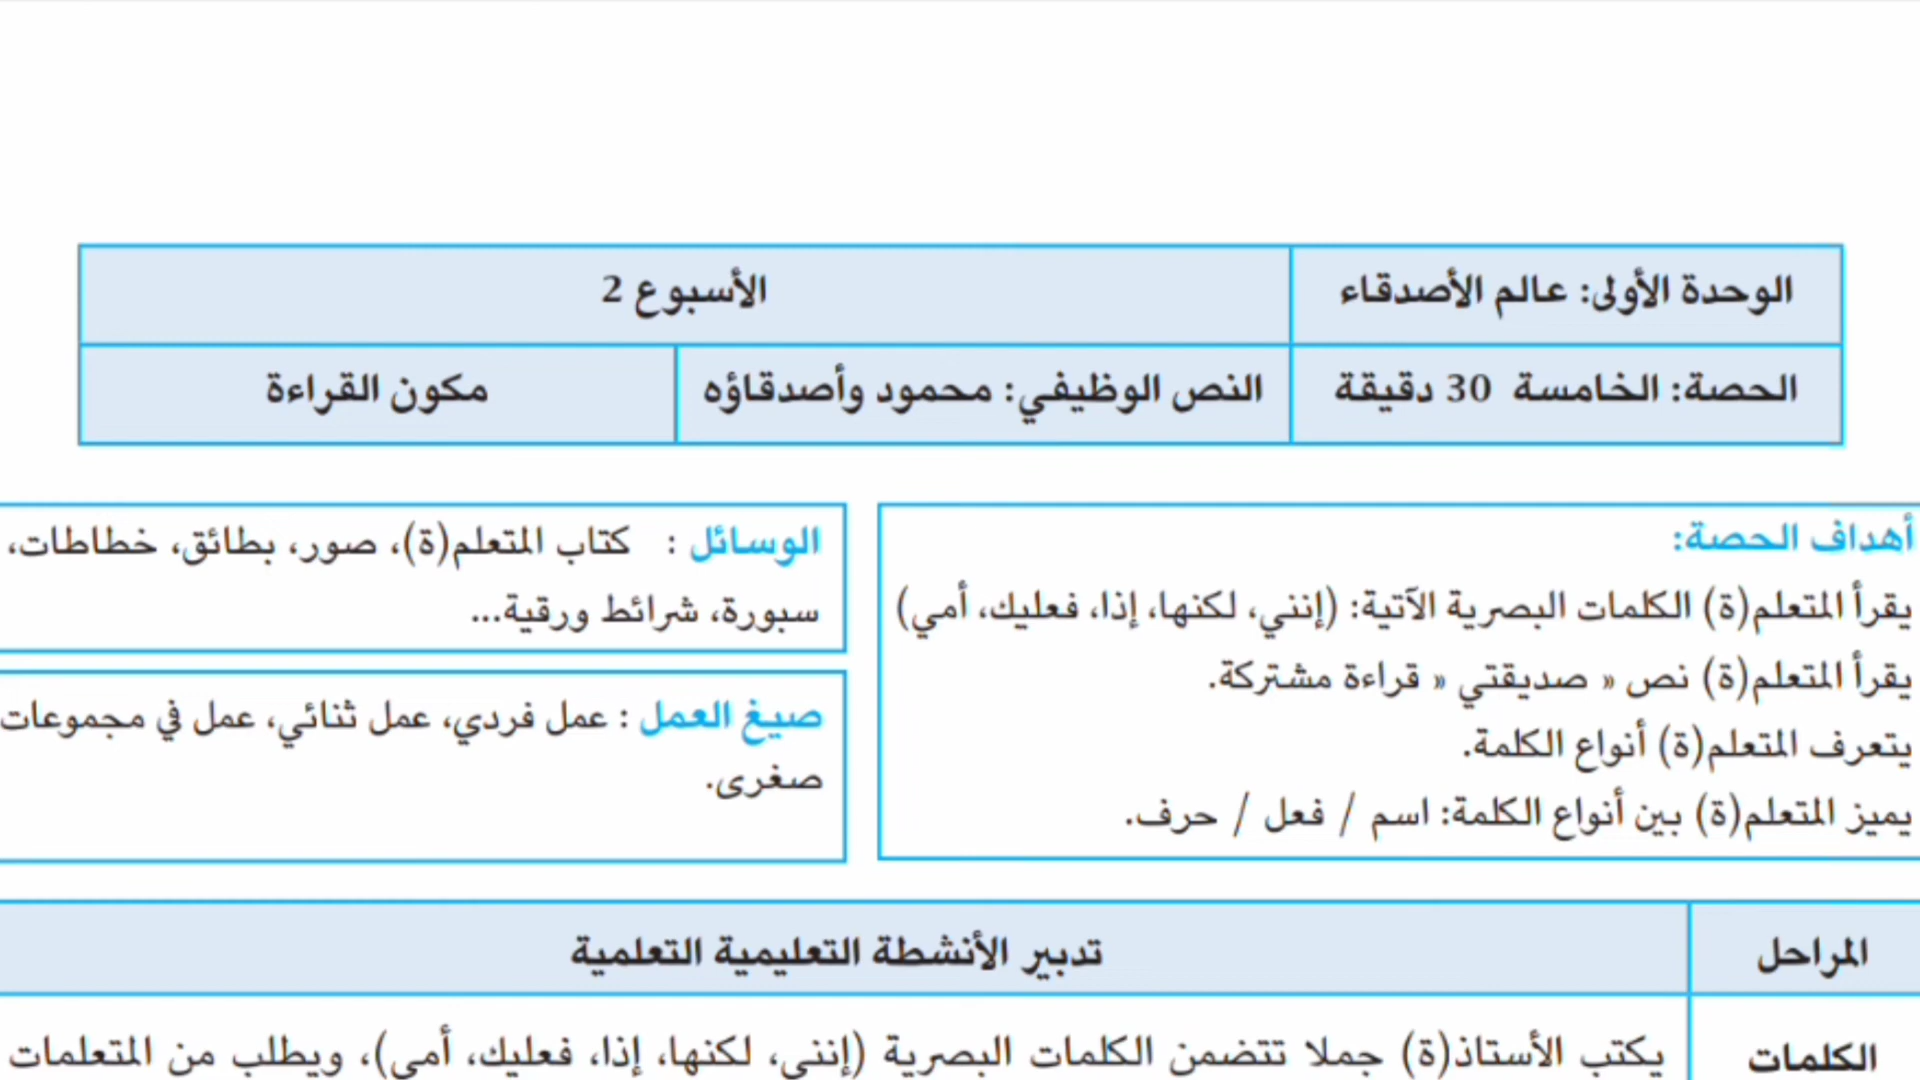 الوحدة الأولى: عالم الأصدقاء
الأسبوع 2
الحصة: الخامسة 30 دقيقة
النص الوظيفي: محمود وأصدقاؤه
مكون القراءة
أهداف الحصة:
يقرأ المتعلم(ة) الكلمات البصرية الآتية: (إنني، لكنها، إذا، فعليك، أمي)
يقرأ المتعلم(ة) نص « صديقتي » قراءة مشتركة.
يتعرف المتعلم(ة) أنواع الكلمة.
يميز المتعلم(ة) بين أنواع الكلمة: اسم / فعل / حرف.
الوسائل : كتاب المتعلم(ة)، صور، بطائق، خطاطات،
سبورة، شرائط ورقية...
صيغ العمل : عمل فردي، عمل ثنائي، عمل في مجموعات
صغرى.
المراحل
تدبير الأنشطة التعليمية التعلمية
الكلمات
يكتب الأستاذ(ة) جملا تتضمن الكلمات البصرية (إنني، لكنها، إذا، فعليك، أمي)، ويطلب من المتعلمات